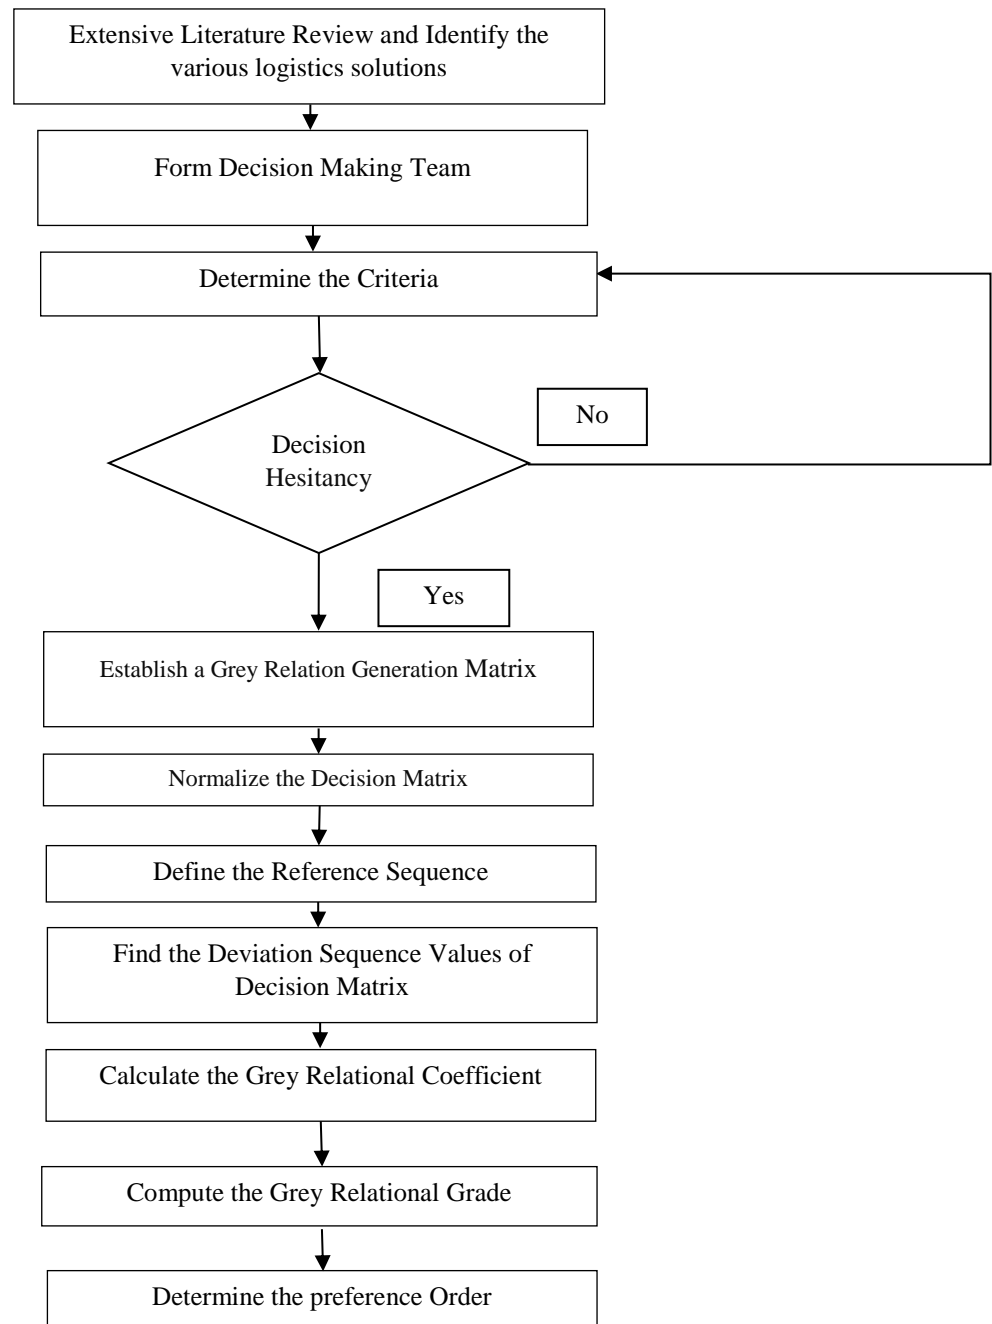 Extensive Literature Review and Identify the
various logistics solutions
Form Decision Making Team
Determine the Criteria
No
Decision
Hesitancy
Yes
Establish a Grey Relation Generation Matrix
Normalize the Decision Matrix
Define the Reference Sequence
Find the Deviation Sequence Values of
Decision Matrix
Calculate the Grey Relational Coefficient
Compute the Grey Relational Grade
Determine the preference Order